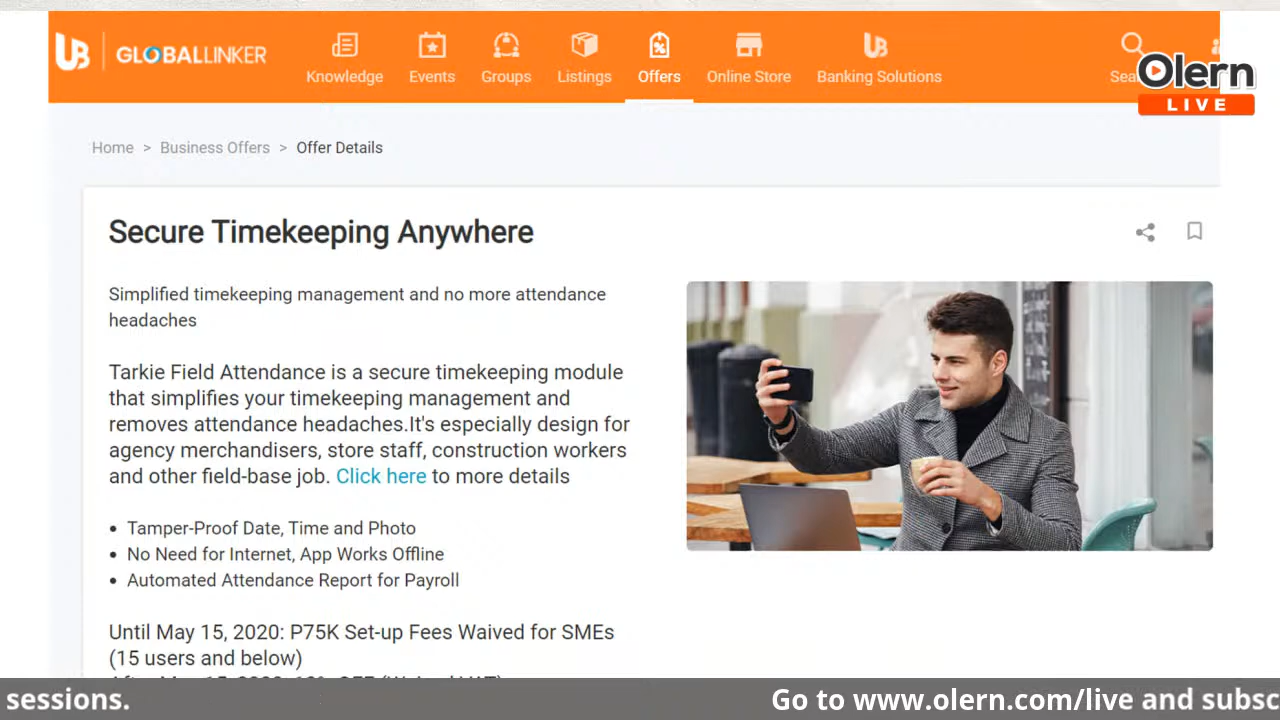 UB GLOBALLINKER
Knowledge
Events
Groups
Listings
Offers
Online Store
Banking Solutions
Olern
LIVE
Home > Business Offers > Offer Details
Secure Timekeeping Anywhere
Simplified timekeeping management and no more attendance
headaches
Tarkie Field Attendance is a secure timekeeping module
that simplifies your timekeeping management and
removes attendance headaches.It's especially design for
agency merchandisers, store staff, construction workers
and other field-base job. Click here to more details
• Tamper-Proof Date, Time and Photo
• No Need for Internet, App Works Offline
• Automated Attendance Report for Payroll
Until May 15, 2020: P75K Set-up Fees Waived for SMEs
(15 users and below)
sessions.
Go to www.olern.com/live and subsc